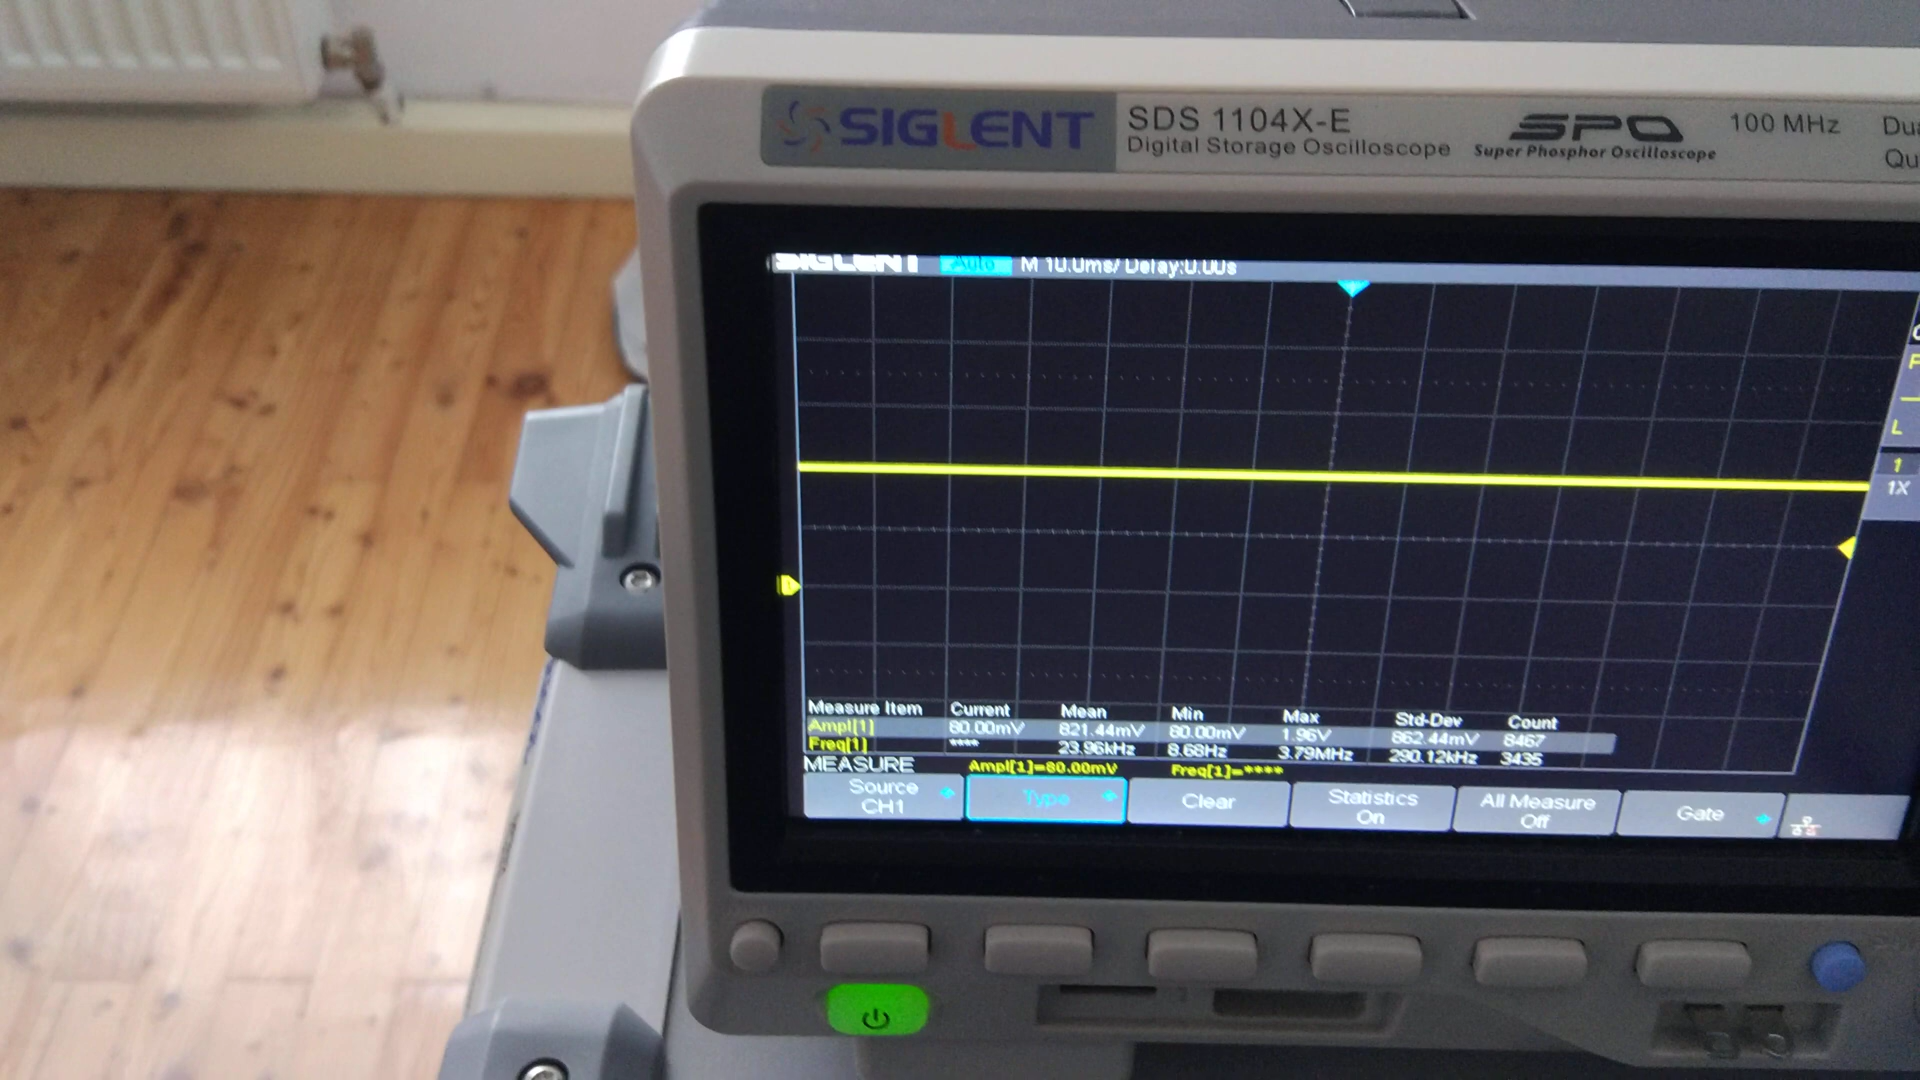 SIGLENT
SDS 1104X-E
Digital Storage Oscilloscope
SPO
Super Phosphor Oscilloscope
100 MHz
SIGLENT Auto M 10.0ms/ Delay:0.00s
L
1
1X
Measure Item Current Mean Min Max Std-Dev Count
Ampl[1] 80.00mV 821.44mV 80.00mV 1.96V 862.44mV 8467
Freq[1] **** 23.96kHz 8.68Hz 3.79MHz 290.12kHz 3435
MEASURE Ampl[1]=80.00mV Freq[1]=****
Source
CH1
Type
Clear
Statistics
On
All Measure
Off
Gate